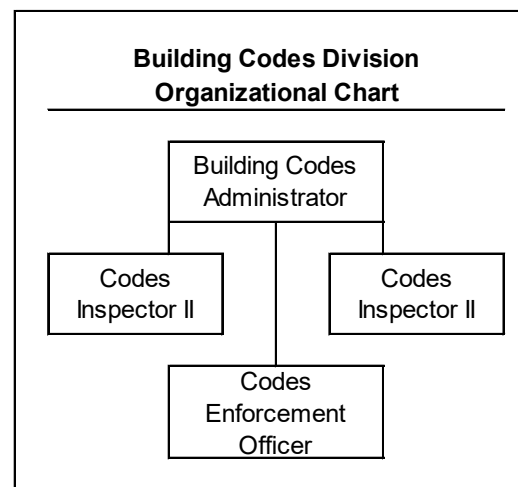 Building Codes Division
Organizational Chart
Building Codes
Administrator
Codes
Inspector II
Codes
Inspector II
Codes
Enforcement
Officer